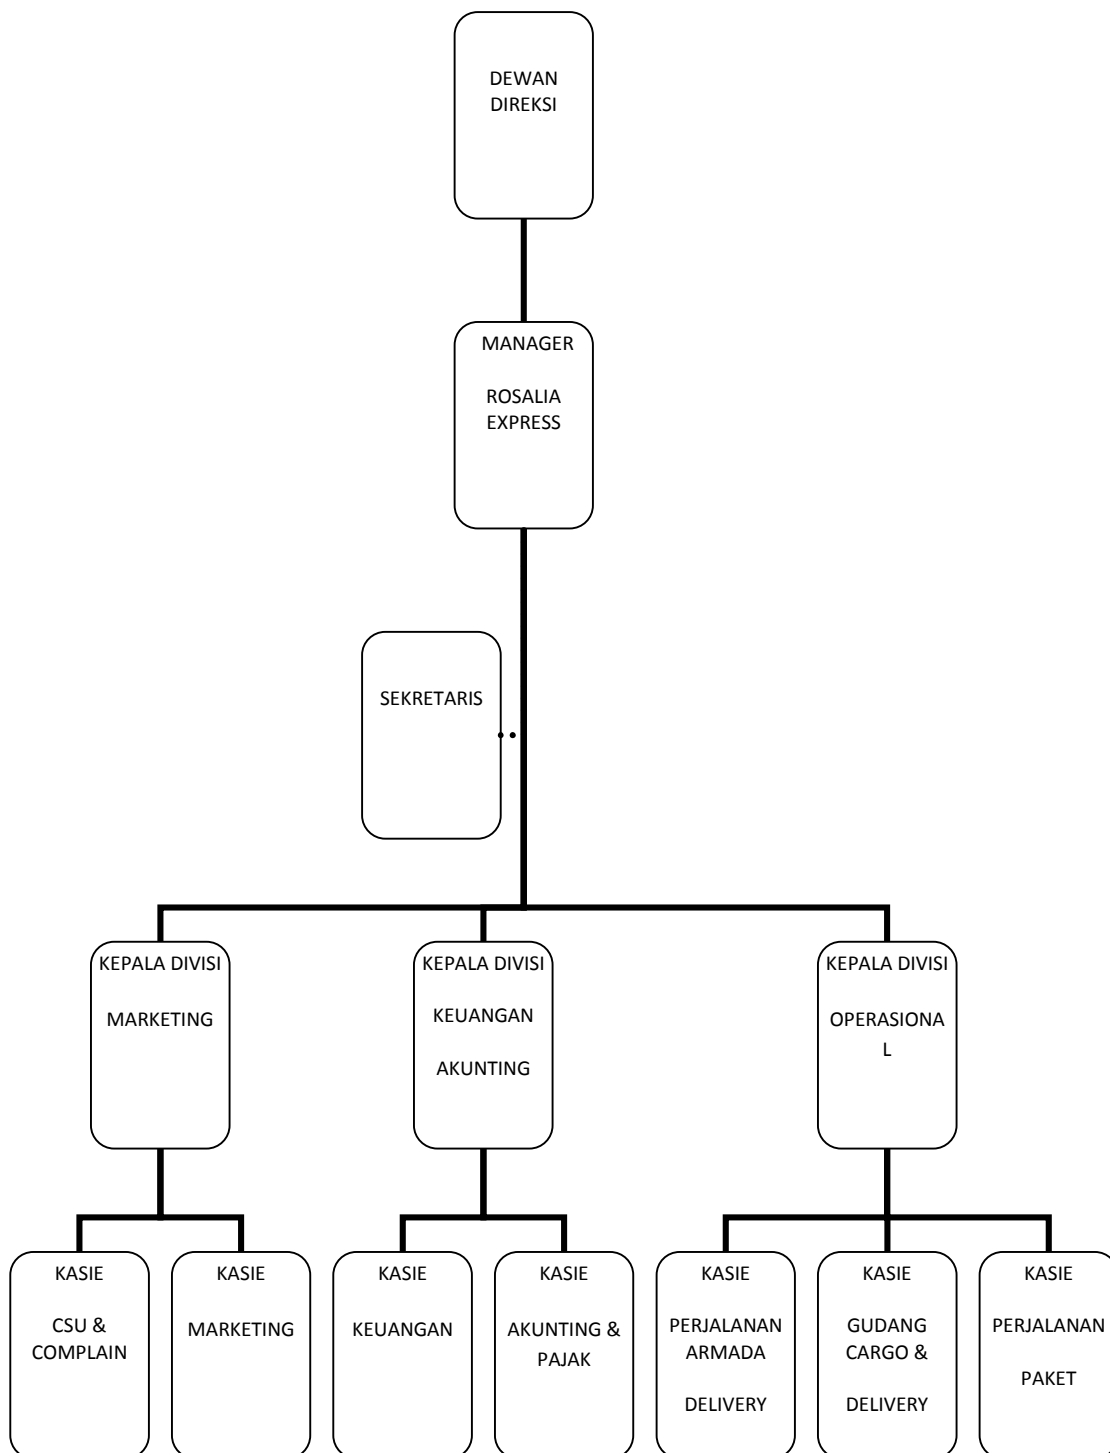 DEWAN
DIREKSI
MANAGER
ROSALIA
EXPRESS
SEKRETARIS
KEPALA DIVISI
MARKETING
KEPALA DIVISI
KEUANGAN
AKUNTING
KEPALA DIVISI
OPERASIONA
L
KASIE
CSU &
COMPLAIN
KASIE
MARKETING
KASIE
KEUANGAN
KASIE
AKUNTING &
PAJAK
KASIE
PERJALANAN
ARMADA
DELIVERY
KASIE
GUDANG
CARGO &
DELIVERY
KASIE
PERJALANAN
PAKET